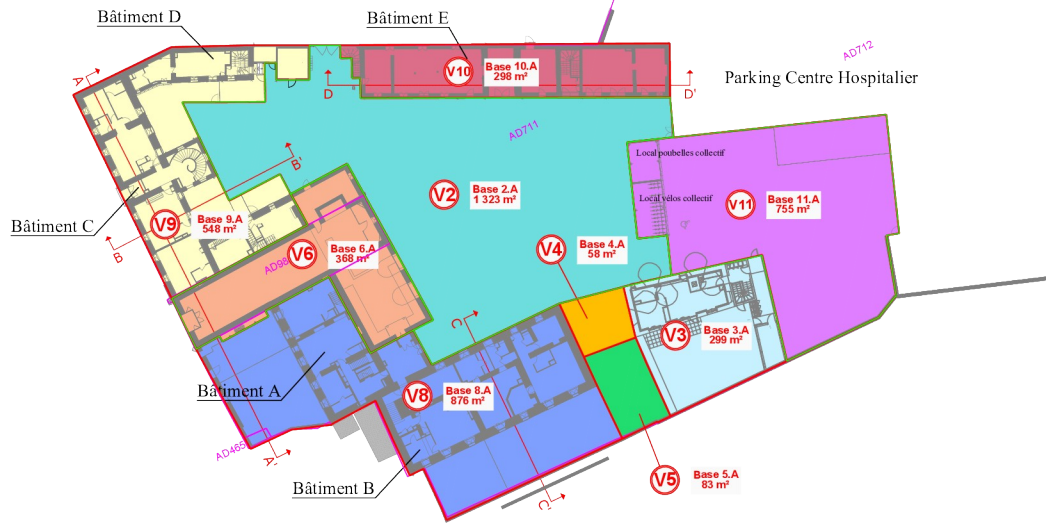 Bâtiment D
Bâtiment E
AD712
Parking Centre Hospitalier
V10
Base 10.A
298 m²
A
D
D'
AD711
B'
Local poubelles collectif
Local vélos collectif
V2
Base 2.A
1 323 m²
V11
Base 11.A
755 m²
Bâtiment C
V9
Base 9.A
548 m²
B
V6
Base 6.A
368 m²
AD98
V4
Base 4.A
58 m²
C
V3
Base 3.A
299 m²
Bâtiment A
V8
Base 8.A
876 m²
AD465
A'
Bâtiment B
V5
Base 5.A
83 m²
C'